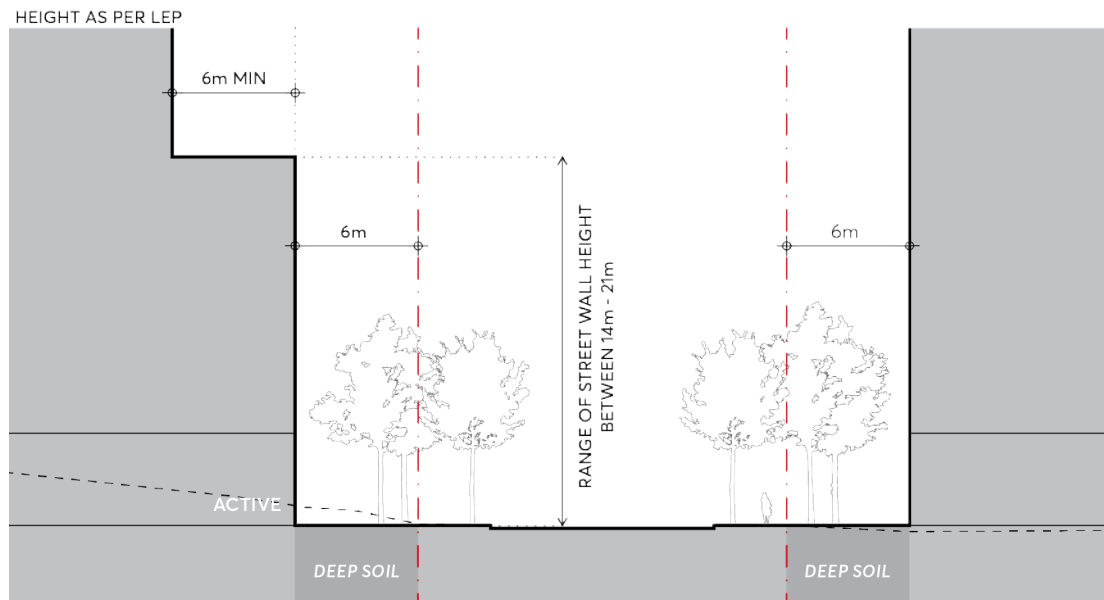 HEIGHT AS PER LEP
6m MIN
6m
6m
RANGE OF STREET WALL HEIGHT
BETWEEN 14m - 21m
ACTIVE
DEEP SOIL
DEEP SOIL